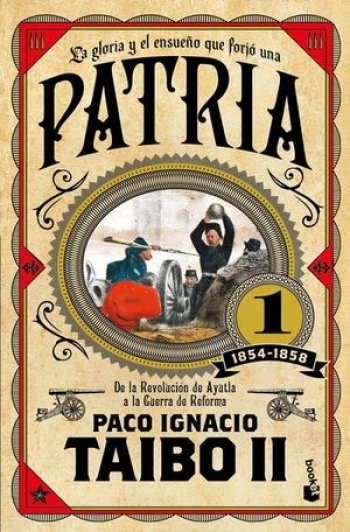 La gloria y el ensueño que forjó una
PATRIA
1
1854-1858
De la Revolución de Ayutla
a la Guerra de Reforma
PACO IGNACIO
TAIBO II
booket